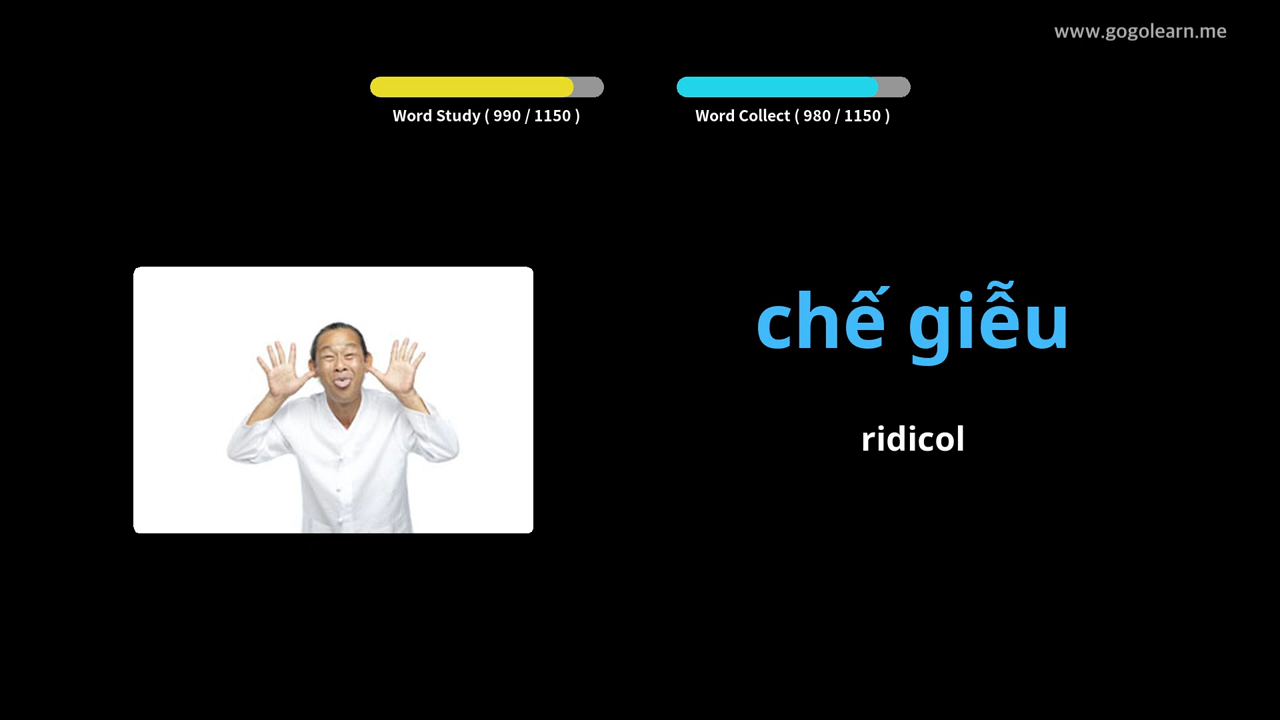 www.gogolearn.me
Word Study ( 990 / 1150 )
Word Collect ( 980 / 1150 )
chế giễu
ridicol